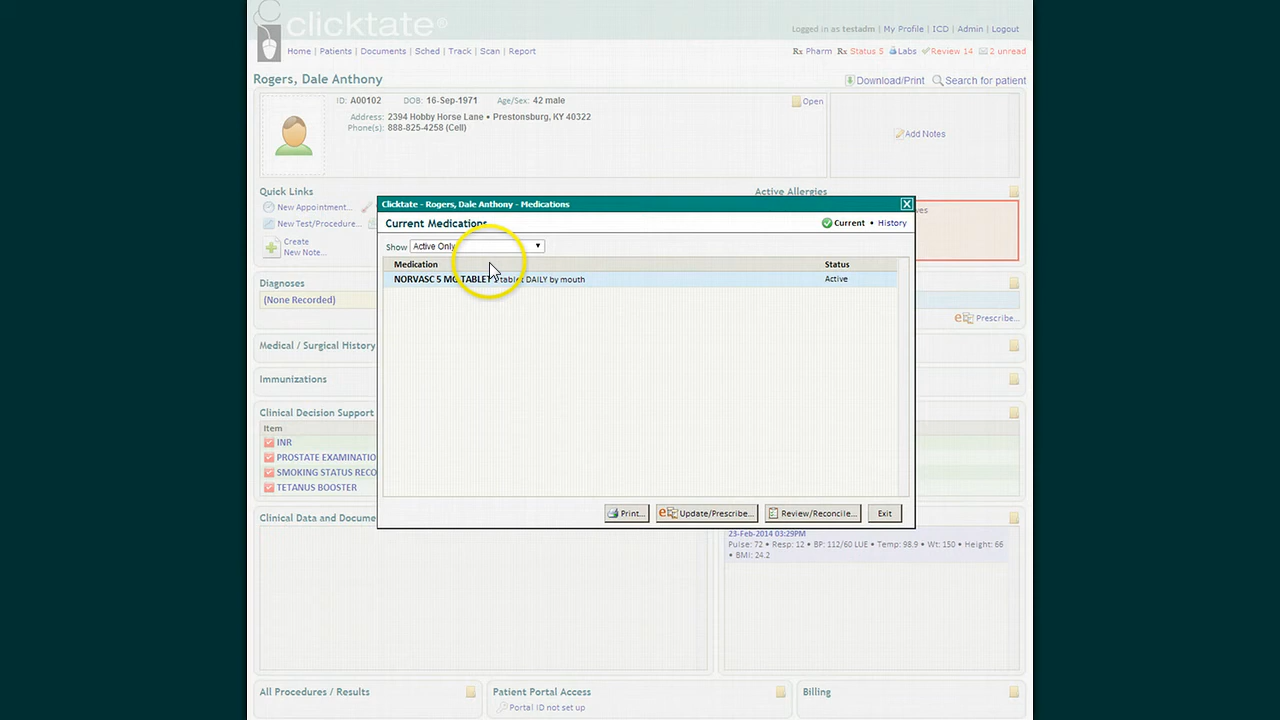 clicktate®
Logged in as testadm | My Profile | ICD | Admin | Logout
Home | Patients | Documents | Sched | Track | Scan | Report
Rx Pharm Rx Status 5 Labs Review 14 2 unread
Rogers, Dale Anthony
Download/Print Search for patient
ID: A00102 DOB: 16-Sep-1971 Age/Sex: 42 male
Open
Address: 2394 Hobby Horse Lane • Prestonsburg, KY 40322
Phone(s): 888-825-4258 (Cell)
Add Notes
Quick Links
Active Allergies
New Appointment...
New Test/Procedure...
Create
New Note...
Clicktate - Rogers, Dale Anthony - Medications
Current Medications
Current • History
Show Active Only
Medication Status
NORVASC 5 MG TABLET DAILY by mouth Active
Print... Update/Prescribe... Review/Reconcile... Exit
Diagnoses
(None Recorded)
Prescribe...
Medical / Surgical History
Immunizations
Clinical Decision Support
Item
INR
PROSTATE EXAMINATIO
SMOKING STATUS RECO
TETANUS BOOSTER
Clinical Data and Docume
23-Feb-2014 03:29PM
Pulse: 72 • Resp: 12 • BP: 112/60 LUE • Temp: 98.9 • Wt: 150 • Height: 66
• BMI: 24.2
All Procedures / Results
Patient Portal Access
Portal ID not set up
Billing